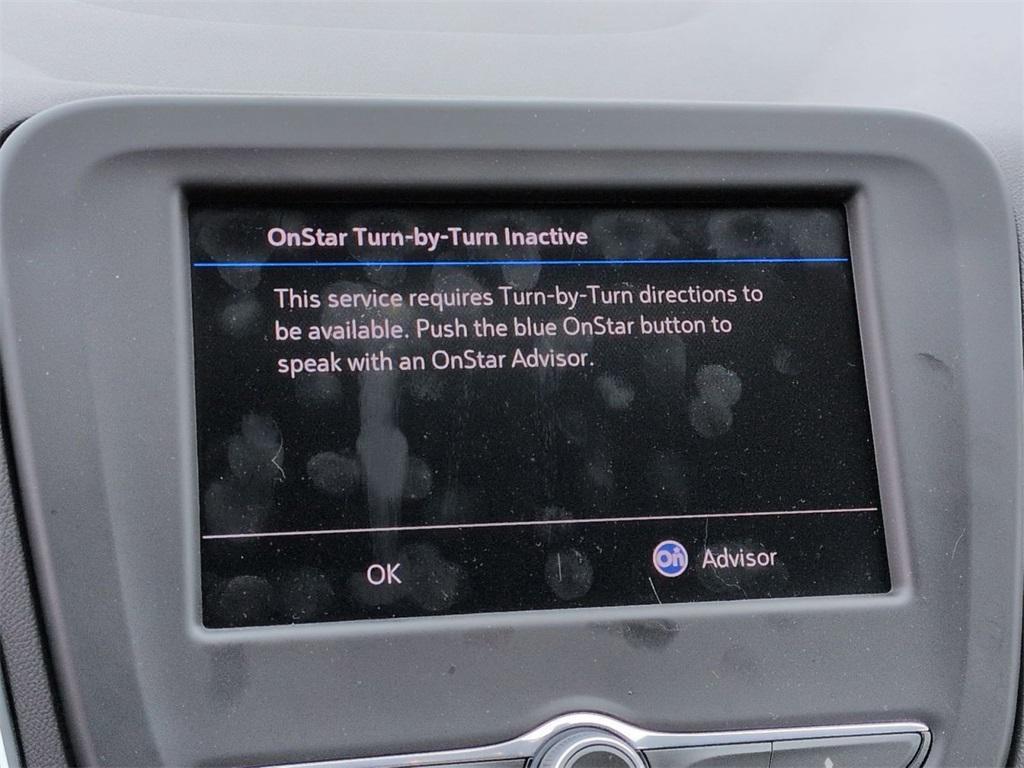 OnStar Turn-by-Turn Inactive
This service requires Turn-by-Turn directions to
be available. Push the blue OnStar button to
speak with an OnStar Advisor.
OK
On Advisor